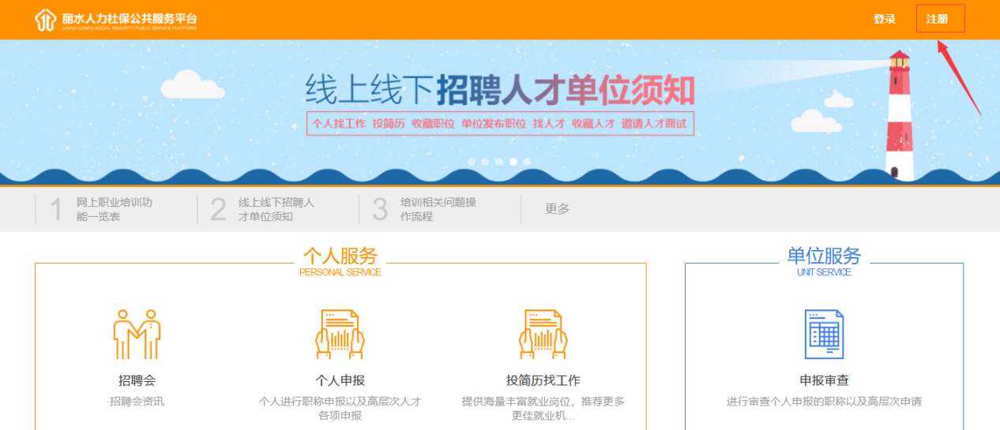 丽水人力社保公共服务平台
LISHUI HUMAN SOCIAL SECURITY PUBLIC SERVICE PLATFORM
登录
注册
线上线下招聘人才单位须知
个人找工作 投简历 收藏职位 单位发布职位 找人才 收藏人才 邀请人才面试
1
网上职业培训功
能一览表
2
线上线下招聘人
才单位须知
3
培训相关问题操
作流程
更多
个人服务
PERSONAL SERVICE
招聘会
招聘会资讯
个人申报
个人进行职称申报以及高层次人才
各项申报
投简历找工作
提供海量丰富就业岗位，推荐更多
更佳就业机...
单位服务
UNIT SERVICE
申报审查
进行审查个人申报的职称以及高层次申请